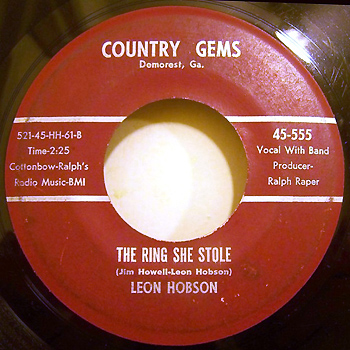 COUNTRY GEMS
Demorest, Ga.
521-45-HH-61-B
Time-2:25
Cottonbow-Ralph's
Radio Music-BMI
45-555
Vocal With Band
Producer-
Ralph Raper
THE RING SHE STOLE
(Jim Howell-Leon Hobson)
LEON HOBSON